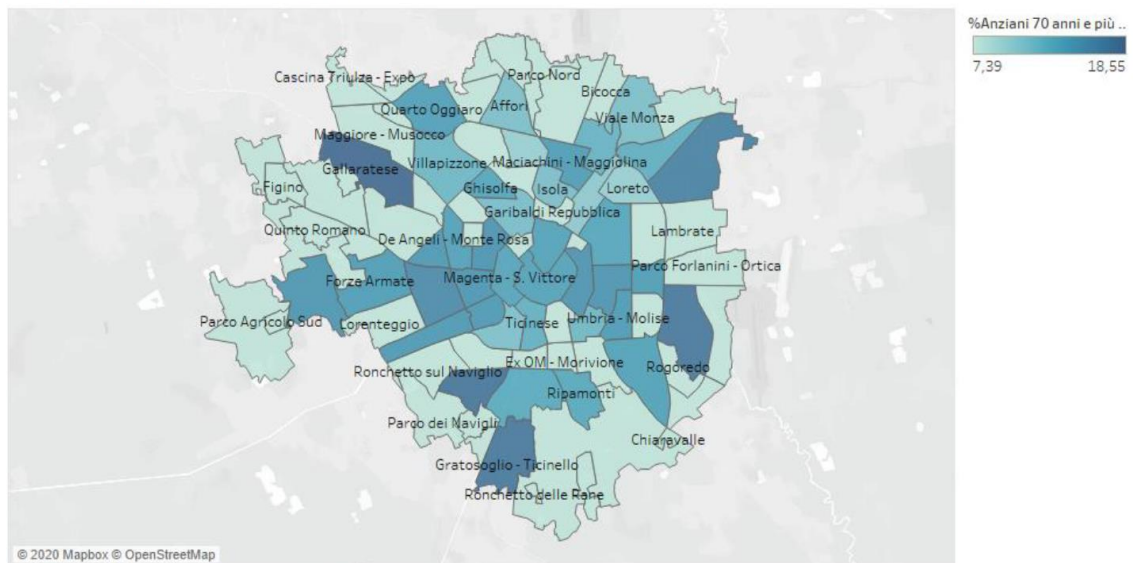 %Anziani 70 anni e più ..
7,39 18,55
Cascina Triulza - Expo
Parco Nord
Bicocca
Quarto Oggiaro
Affori
Viale Monza
Maggiore - Musocco
Villapizzone
Maciachini - Maggiolina
Gallaratese
Figino
Ghisolfa
Isola
Loreto
Garibaldi Repubblica
Quinto Romano
De Angeli - Monte Rosa
Lambrate
Forze Armate
Magenta - S. Vittore
Parco Forlanini - Ortica
Parco Agricolo Sud
Lorenteggio
Ticinese
Umbria - Molise
Ronchetto sul Naviglio
Ex OM - Morivione
Rogoredo
Ripamonti
Parco dei Navigli
Chiaravalle
Gratosoglio - Ticinello
Ronchetto delle Rane
© 2020 Mapbox © OpenStreetMap